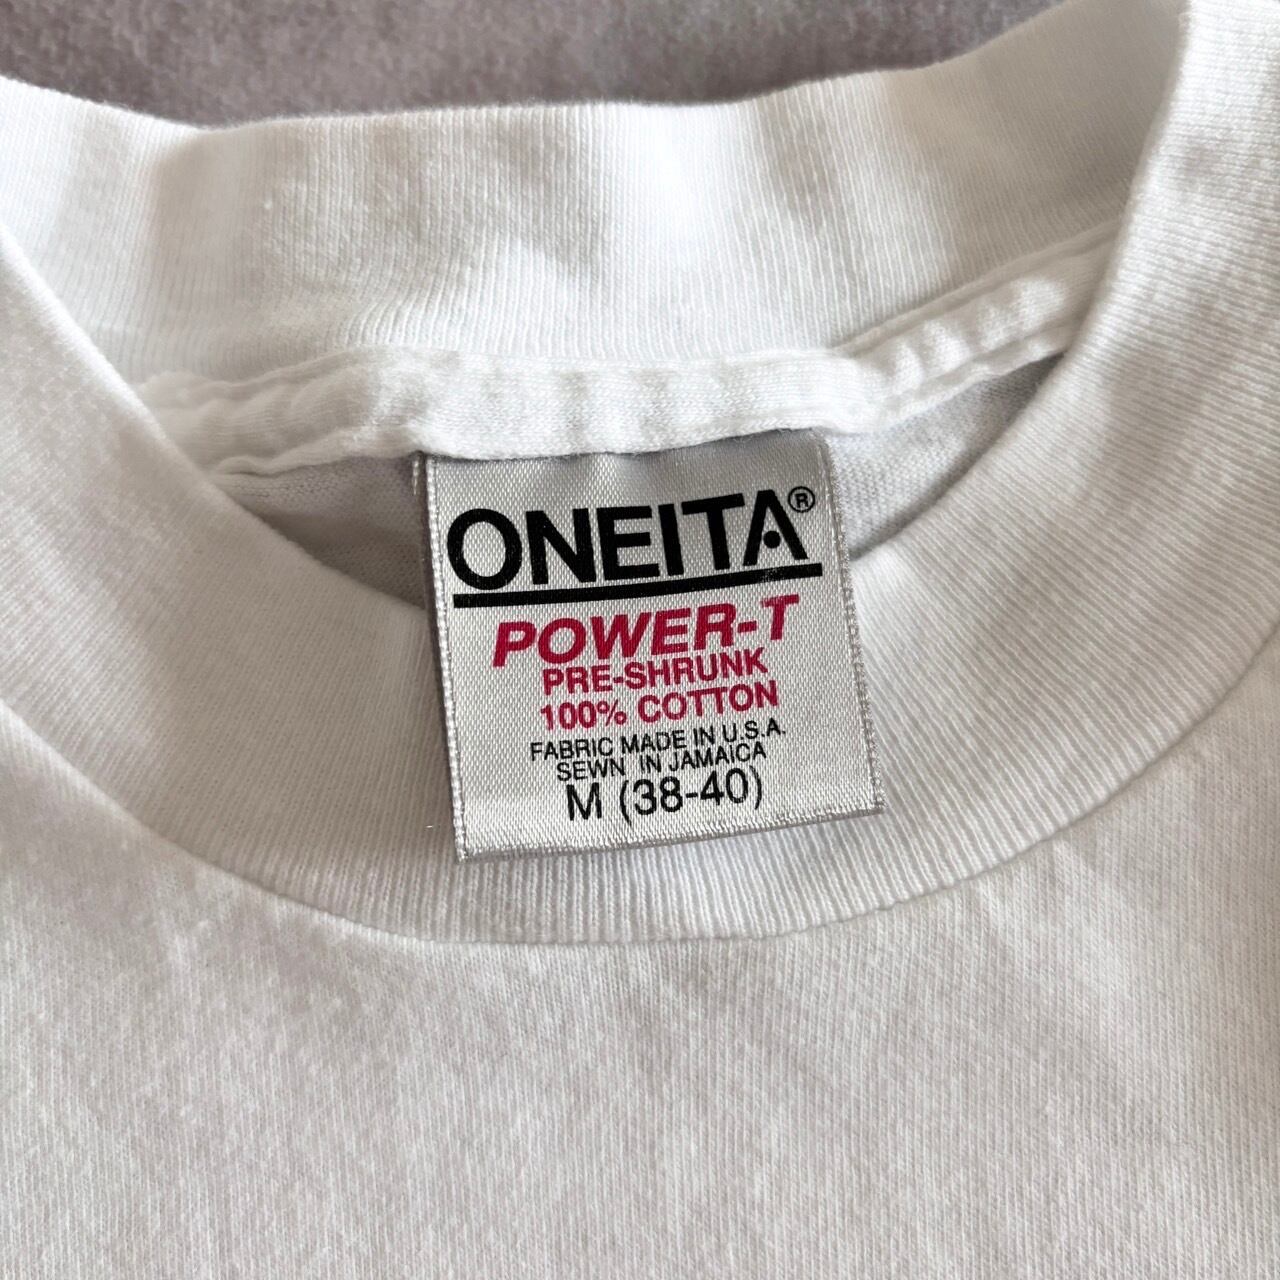 ONEITA®
POWER-T
PRE-SHRUNK
100% COTTON
FABRIC MADE IN U.S.A.
SEWN IN JAMAICA
M (38-40)